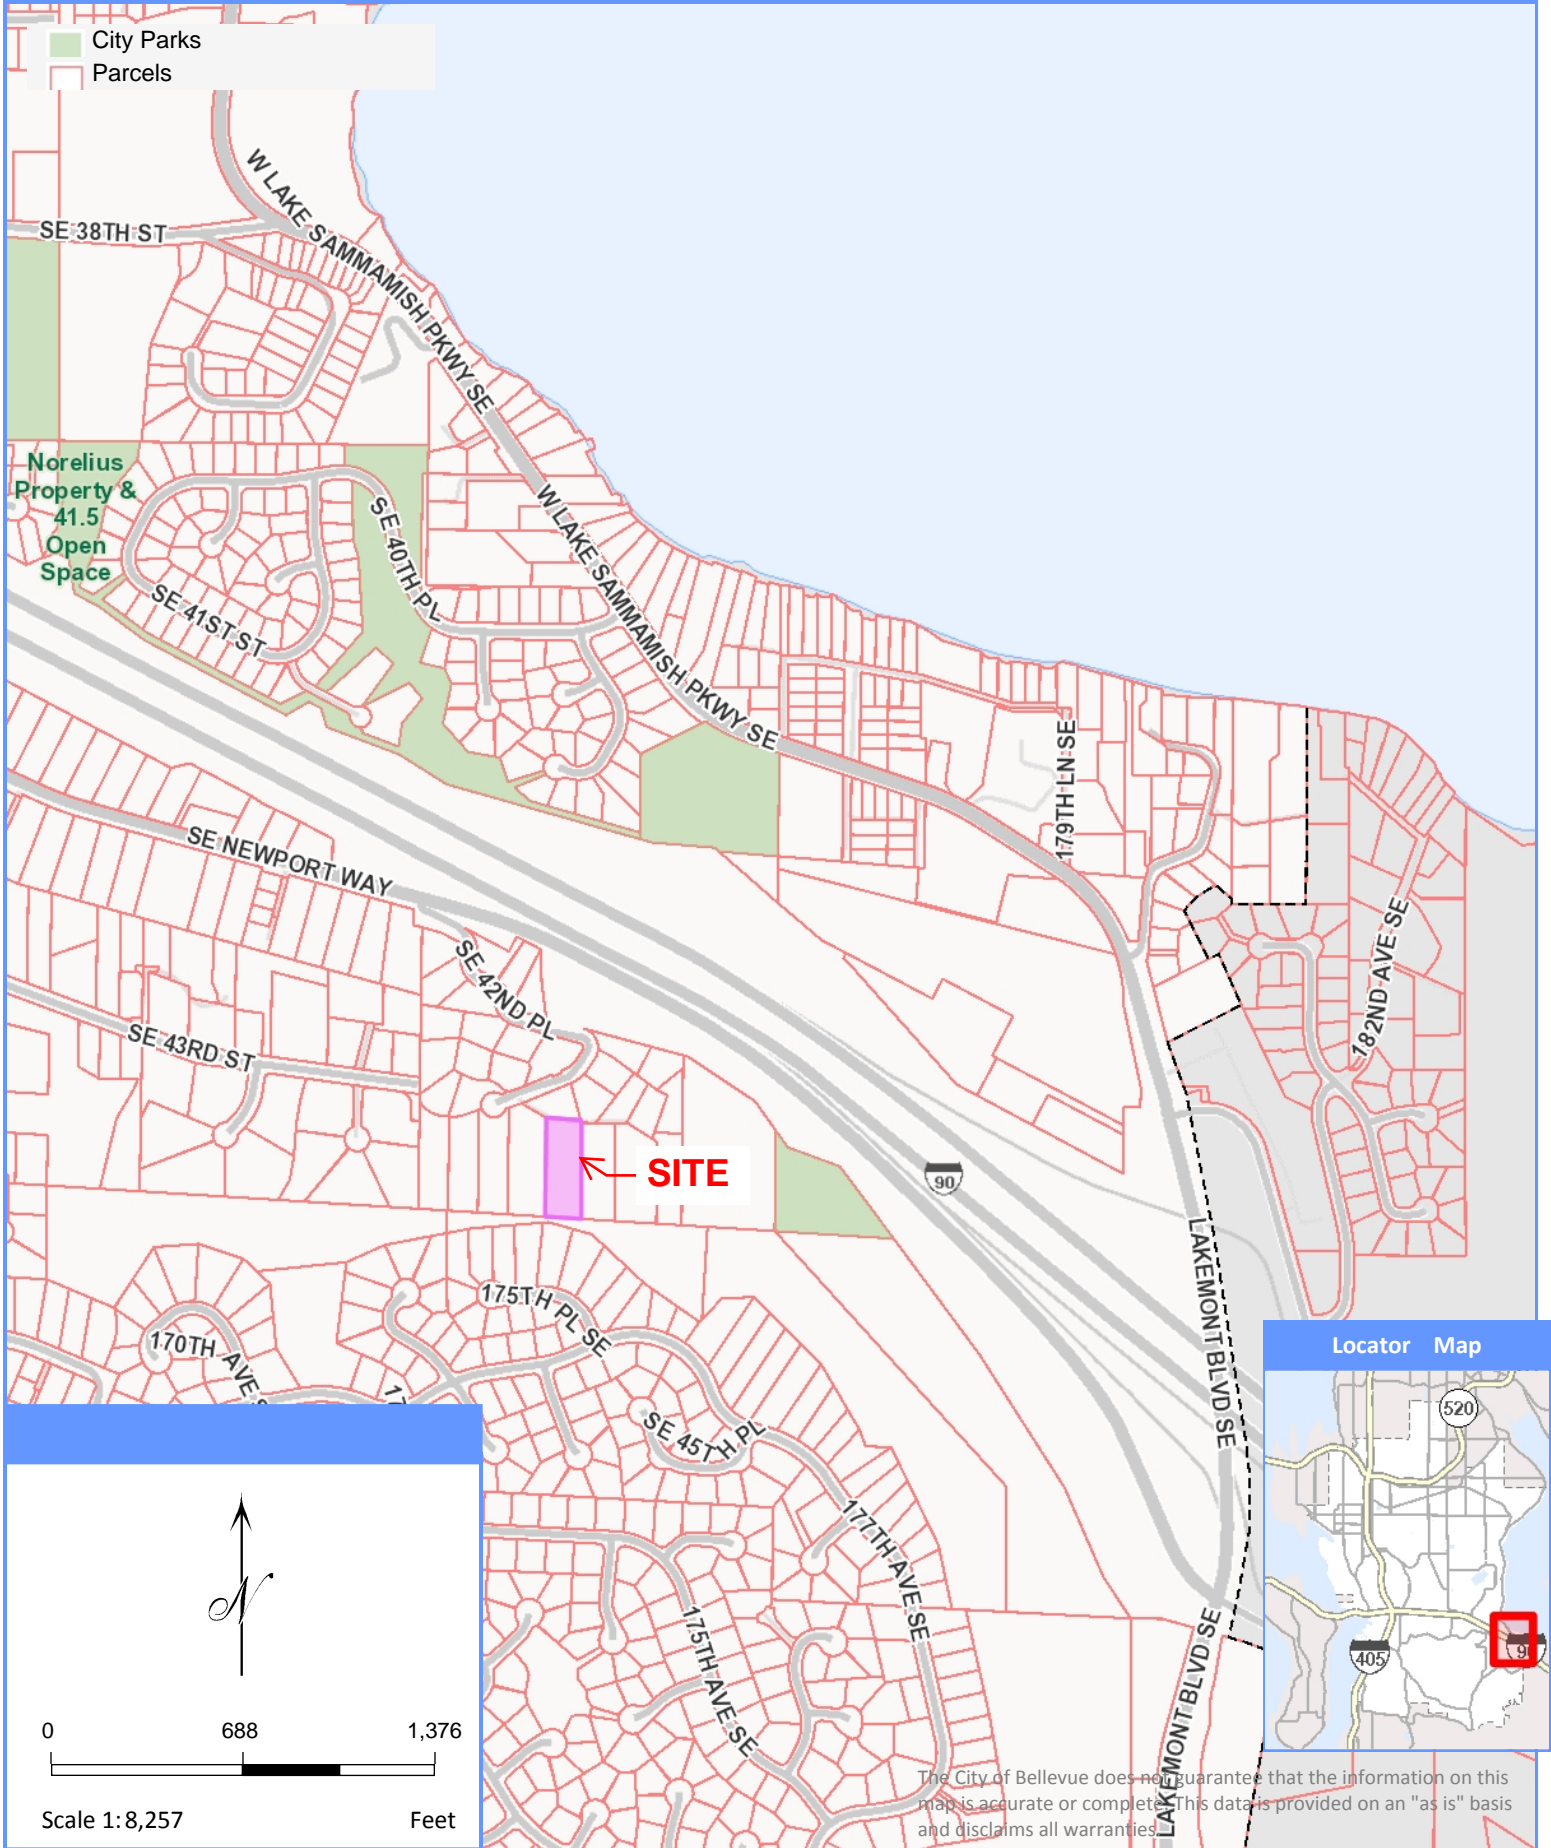 City Parks
Parcels
W LAKE SAMMAMISH PKWY SE
SE 38TH ST
Norelius
Property &
41.5
Open
Space
SE 40TH PL
W LAKE SAMMAMISH PKWY SE
SE 41ST ST
179TH LN SE
SE NEWPORT WAY
182ND AVE SE
SE 42ND PL
SE 43RD ST
SITE
90
LAKEMONT BLVD SE
175TH PL SE
170TH AVE S
17
SE 45TH PL
177TH AVE SE
175TH AVE SE
LAKEMONT BLVD SE
Locator Map
520
405
N
0 688 1,376
Scale 1: 8,257 Feet
The City of Bellevue does not guarantee that the information on this
map is accurate or complete. This data is provided on an "as is" basis
and disclaims all warranties.